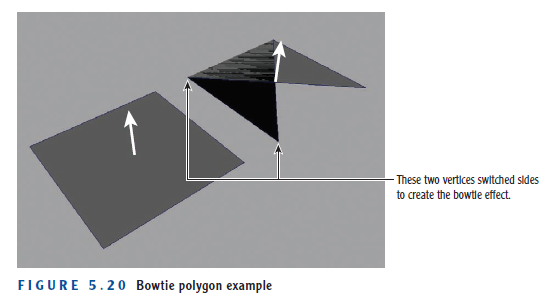 These two vertices switched sides
to create the bowtie effect.
FIGURE 5.20 Bowtie polygon example